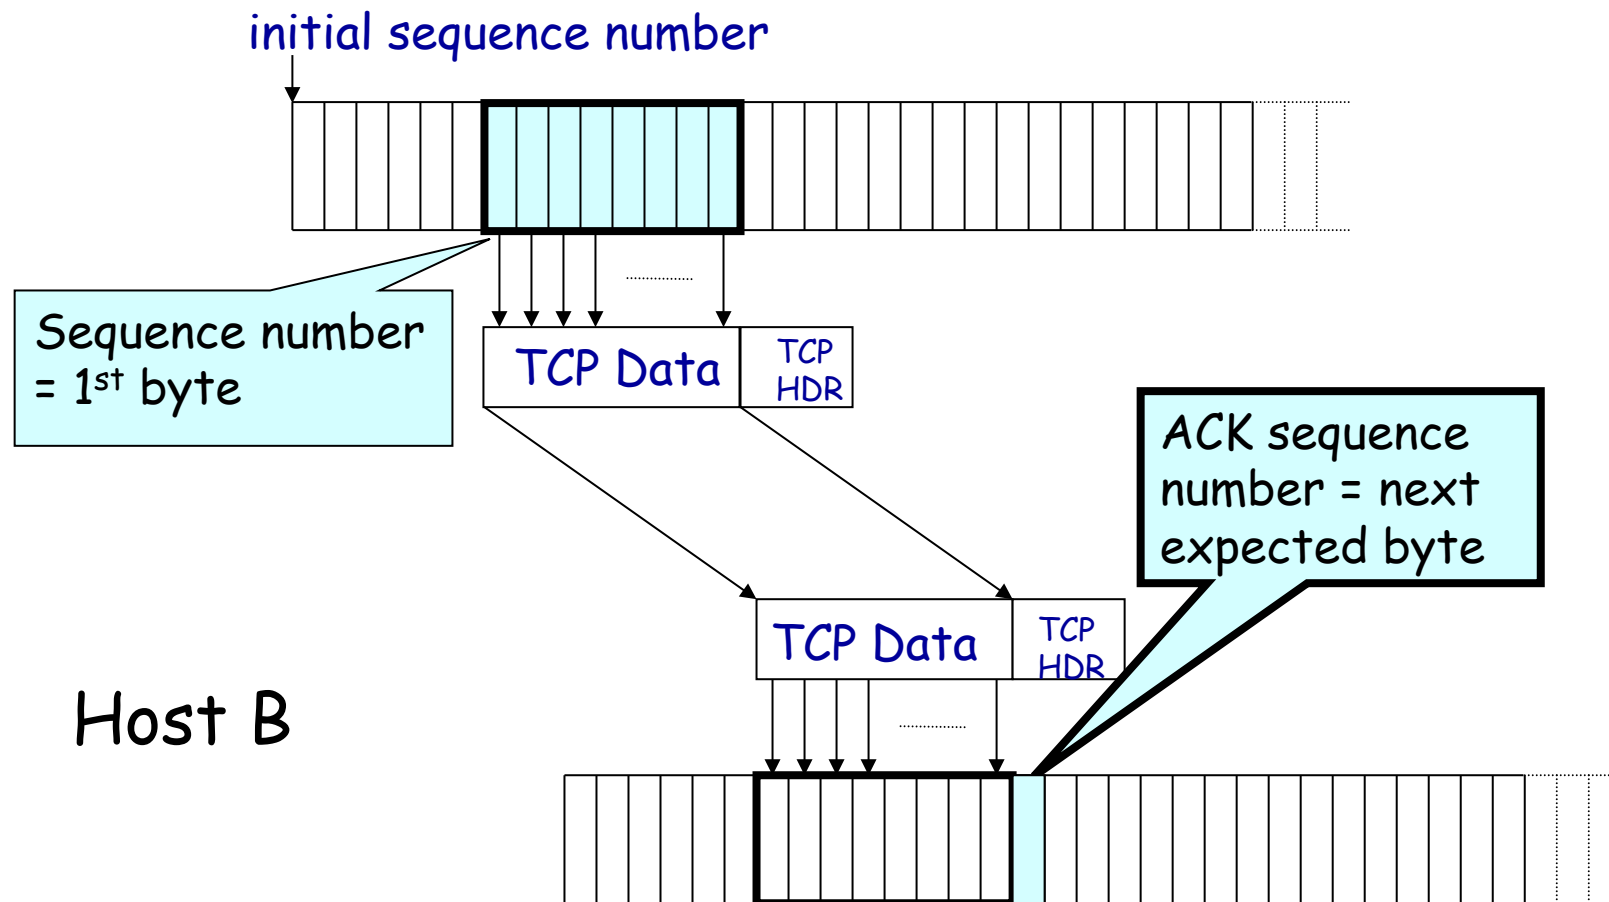 initial sequence number
Sequence number
= 1st byte
TCP Data
TCP
HDR
ACK sequence
number = next
expected byte
TCP Data
TCP
HDR
Host B